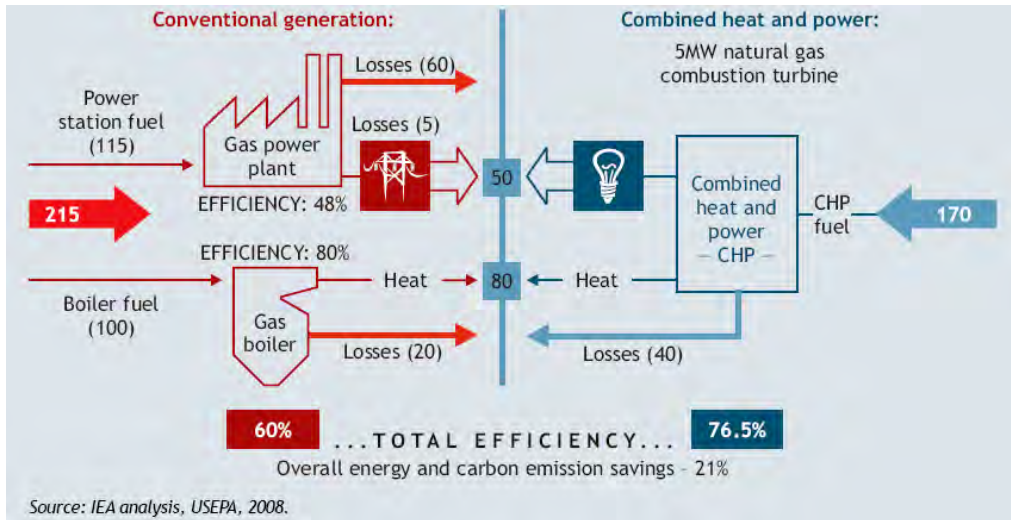 Conventional generation:
Combined heat and power:
5MW natural gas
combustion turbine
Losses (60)
Power
station fuel
(115)
Losses (5)
Gas power
plant
50
Combined
heat and
power
– CHP –
CHP
fuel
215
170
EFFICIENCY: 48%
EFFICIENCY: 80%
Heat
80
Heat
Boiler fuel
(100)
Gas
boiler
Losses (20)
Losses (40)
60%
...TOTAL EFFICIENCY...
76.5%
Overall energy and carbon emission savings – 21%
Source: IEA analysis, USEPA, 2008.